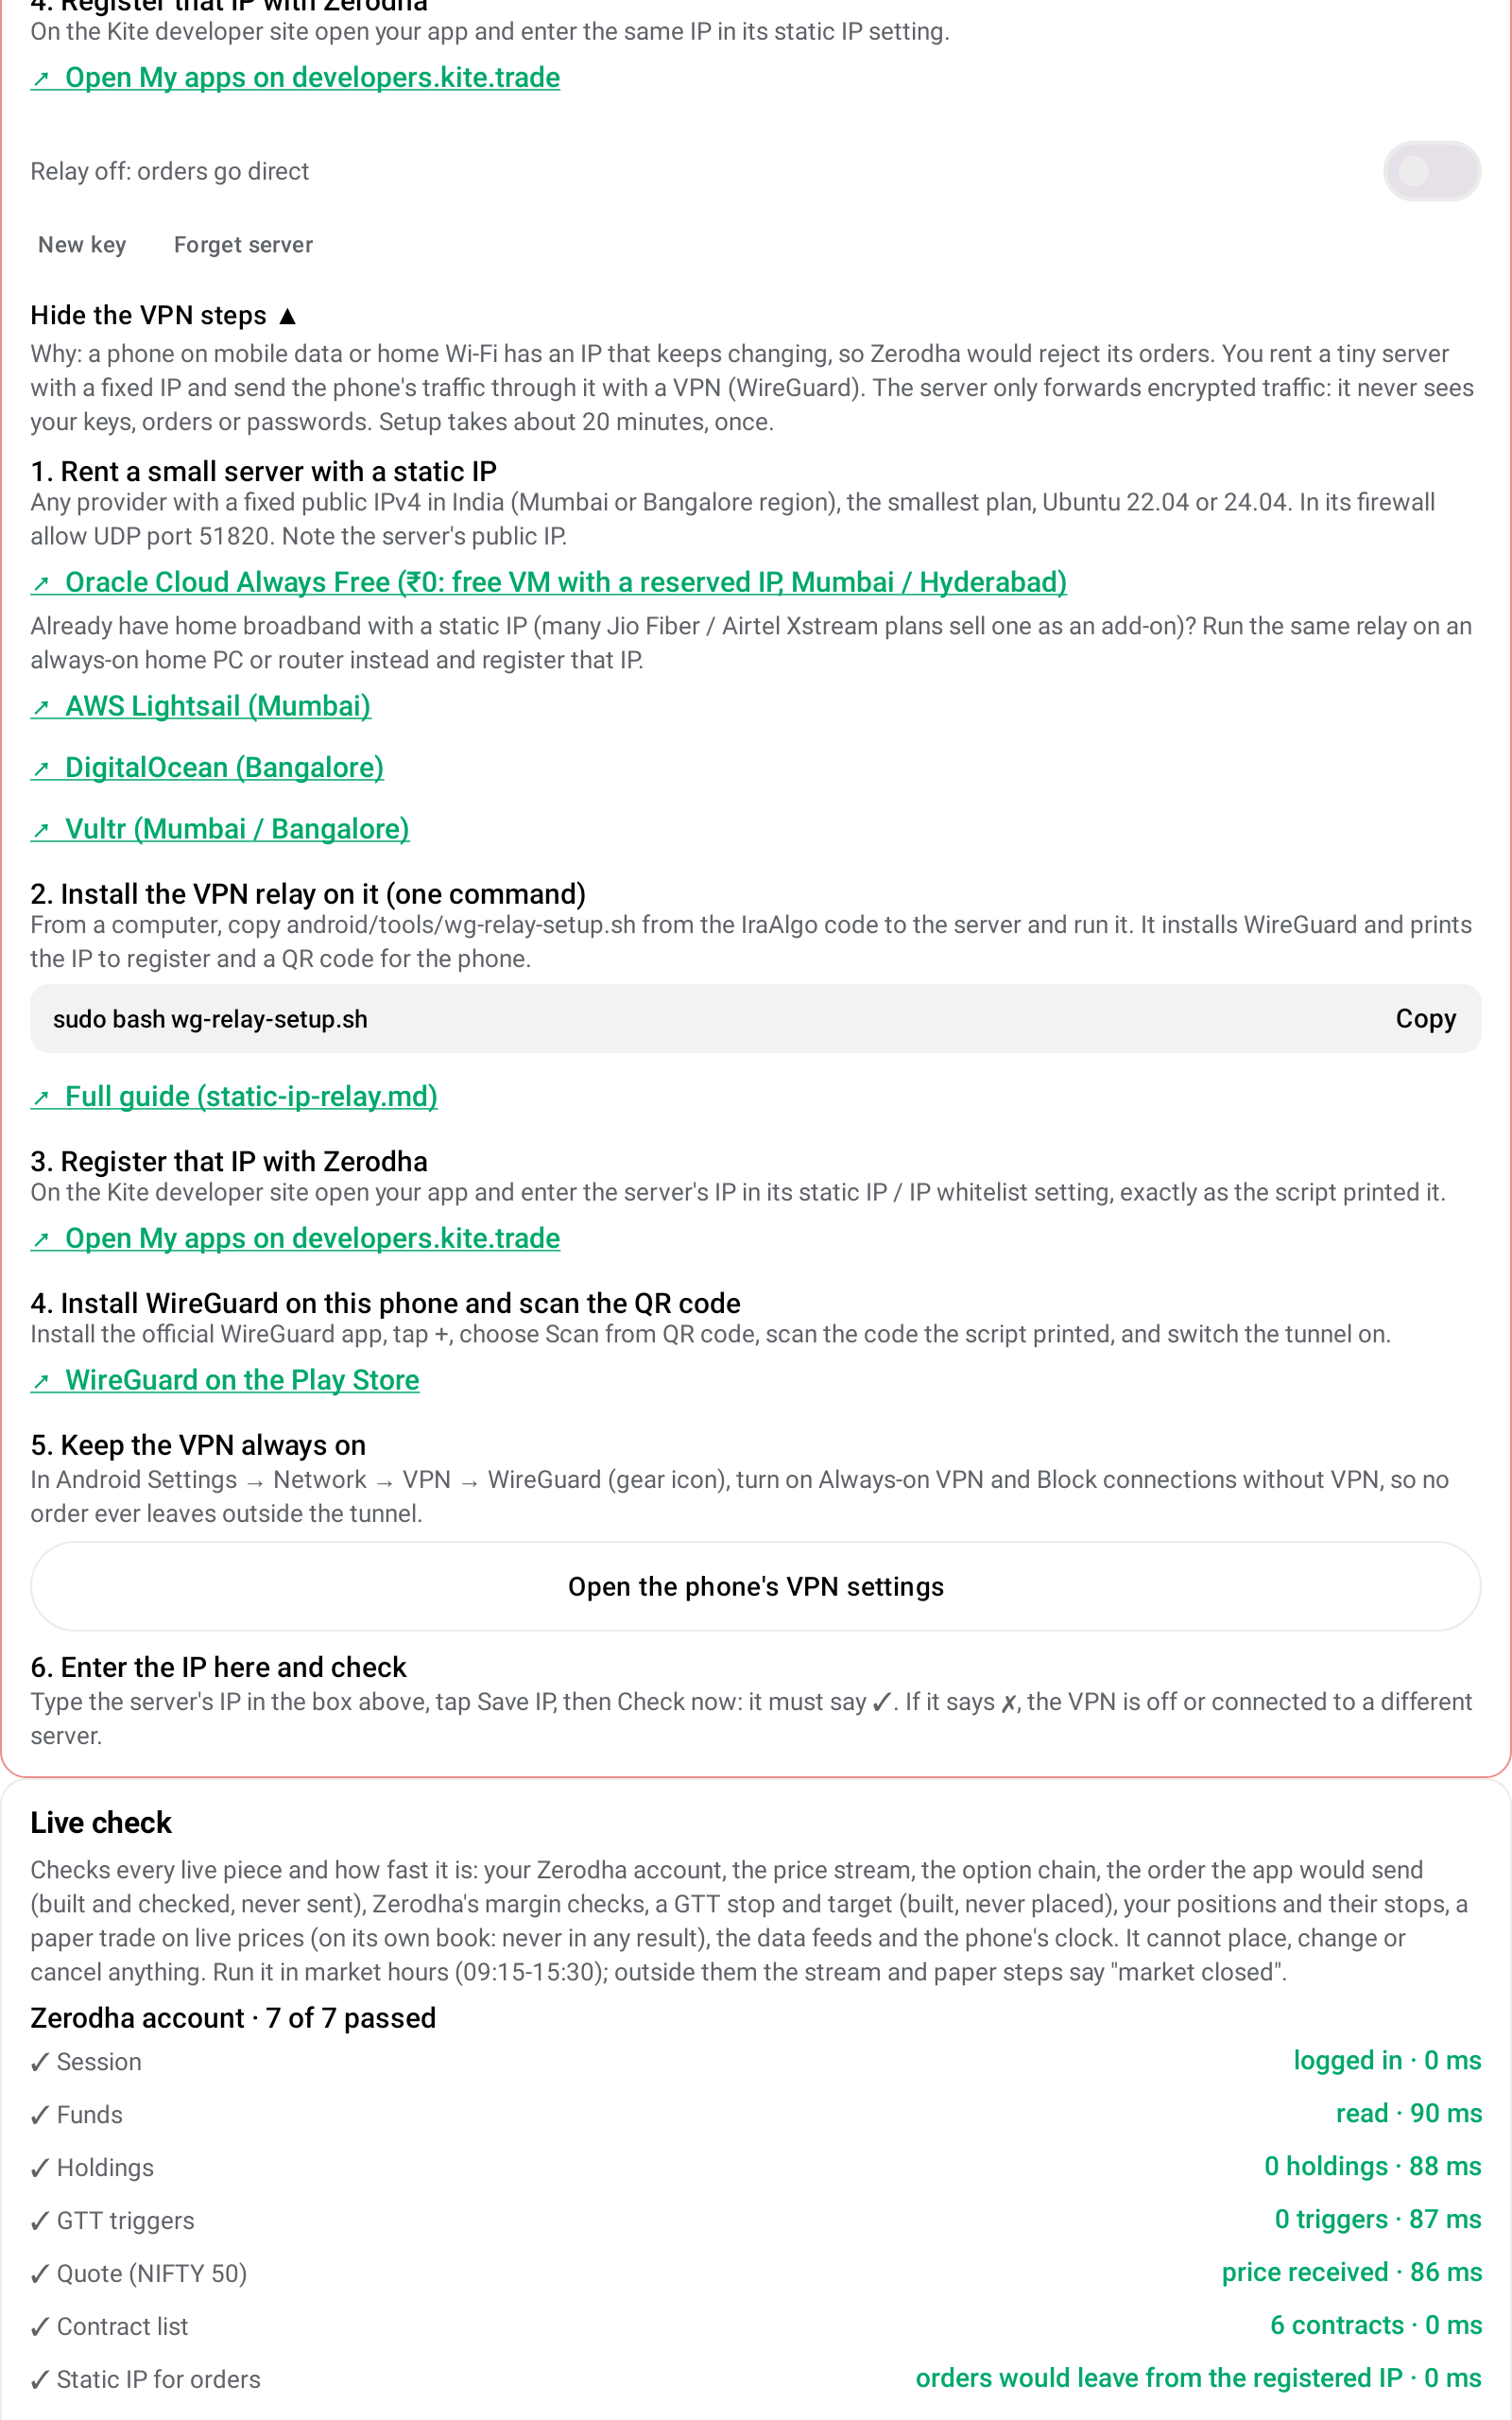 4. Register that IP with Zerodha
On the Kite developer site open your app and enter the same IP in its static IP setting.
↗ Open My apps on developers.kite.trade
Relay off: orders go direct
New key Forget server
Hide the VPN steps ▲
Why: a phone on mobile data or home Wi-Fi has an IP that keeps changing, so Zerodha would reject its orders. You rent a tiny server
with a fixed IP and send the phone's traffic through it with a VPN (WireGuard). The server only forwards encrypted traffic: it never sees
your keys, orders or passwords. Setup takes about 20 minutes, once.
1. Rent a small server with a static IP
Any provider with a fixed public IPv4 in India (Mumbai or Bangalore region), the smallest plan, Ubuntu 22.04 or 24.04. In its firewall
allow UDP port 51820. Note the server's public IP.
↗ Oracle Cloud Always Free (₹0: free VM with a reserved IP, Mumbai / Hyderabad)
Already have home broadband with a static IP (many Jio Fiber / Airtel Xstream plans sell one as an add-on)? Run the same relay on an
always-on home PC or router instead and register that IP.
↗ AWS Lightsail (Mumbai)
↗ DigitalOcean (Bangalore)
↗ Vultr (Mumbai / Bangalore)
2. Install the VPN relay on it (one command)
From a computer, copy android/tools/wg-relay-setup.sh from the IraAlgo code to the server and run it. It installs WireGuard and prints
the IP to register and a QR code for the phone.
sudo bash wg-relay-setup.sh Copy
↗ Full guide (static-ip-relay.md)
3. Register that IP with Zerodha
On the Kite developer site open your app and enter the server's IP in its static IP / IP whitelist setting, exactly as the script printed it.
↗ Open My apps on developers.kite.trade
4. Install WireGuard on this phone and scan the QR code
Install the official WireGuard app, tap +, choose Scan from QR code, scan the code the script printed, and switch the tunnel on.
↗ WireGuard on the Play Store
5. Keep the VPN always on
In Android Settings → Network → VPN → WireGuard (gear icon), turn on Always-on VPN and Block connections without VPN, so no
order ever leaves outside the tunnel.
Open the phone's VPN settings
6. Enter the IP here and check
Type the server's IP in the box above, tap Save IP, then Check now: it must say ✓. If it says ✗, the VPN is off or connected to a different
server.
Live check
Checks every live piece and how fast it is: your Zerodha account, the price stream, the option chain, the order the app would send
(built and checked, never sent), Zerodha's margin checks, a GTT stop and target (built, never placed), your positions and their stops, a
paper trade on live prices (on its own book: never in any result), the data feeds and the phone's clock. It cannot place, change or
cancel anything. Run it in market hours (09:15-15:30); outside them the stream and paper steps say "market closed".
Zerodha account · 7 of 7 passed
✓ Session logged in · 0 ms
✓ Funds read · 90 ms
✓ Holdings 0 holdings · 88 ms
✓ GTT triggers 0 triggers · 87 ms
✓ Quote (NIFTY 50) price received · 86 ms
✓ Contract list 6 contracts · 0 ms
✓ Static IP for orders orders would leave from the registered IP · 0 ms